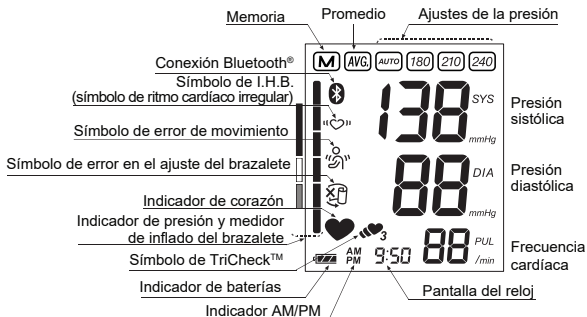 Memoria
Promedio
Ajustes de la presión
M
AVG.
AUTO
180
210
240
Conexión Bluetooth®
Símbolo de I.H.B.
(símbolo de ritmo cardíaco irregular)
Símbolo de error de movimiento
Símbolo de error en el ajuste del brazalete
Indicador de corazón
Indicador de presión y medidor
de inflado del brazalete
Símbolo de TriCheck™
Indicador de baterías
Indicador AM/PM
138
SYS
mmHg
88
DIA
mmHg
3
AM
PM
9:50
88
PUL
/min
Presión
sistólica
Presión
diastólica
Frecuencia
cardíaca
Pantalla del reloj